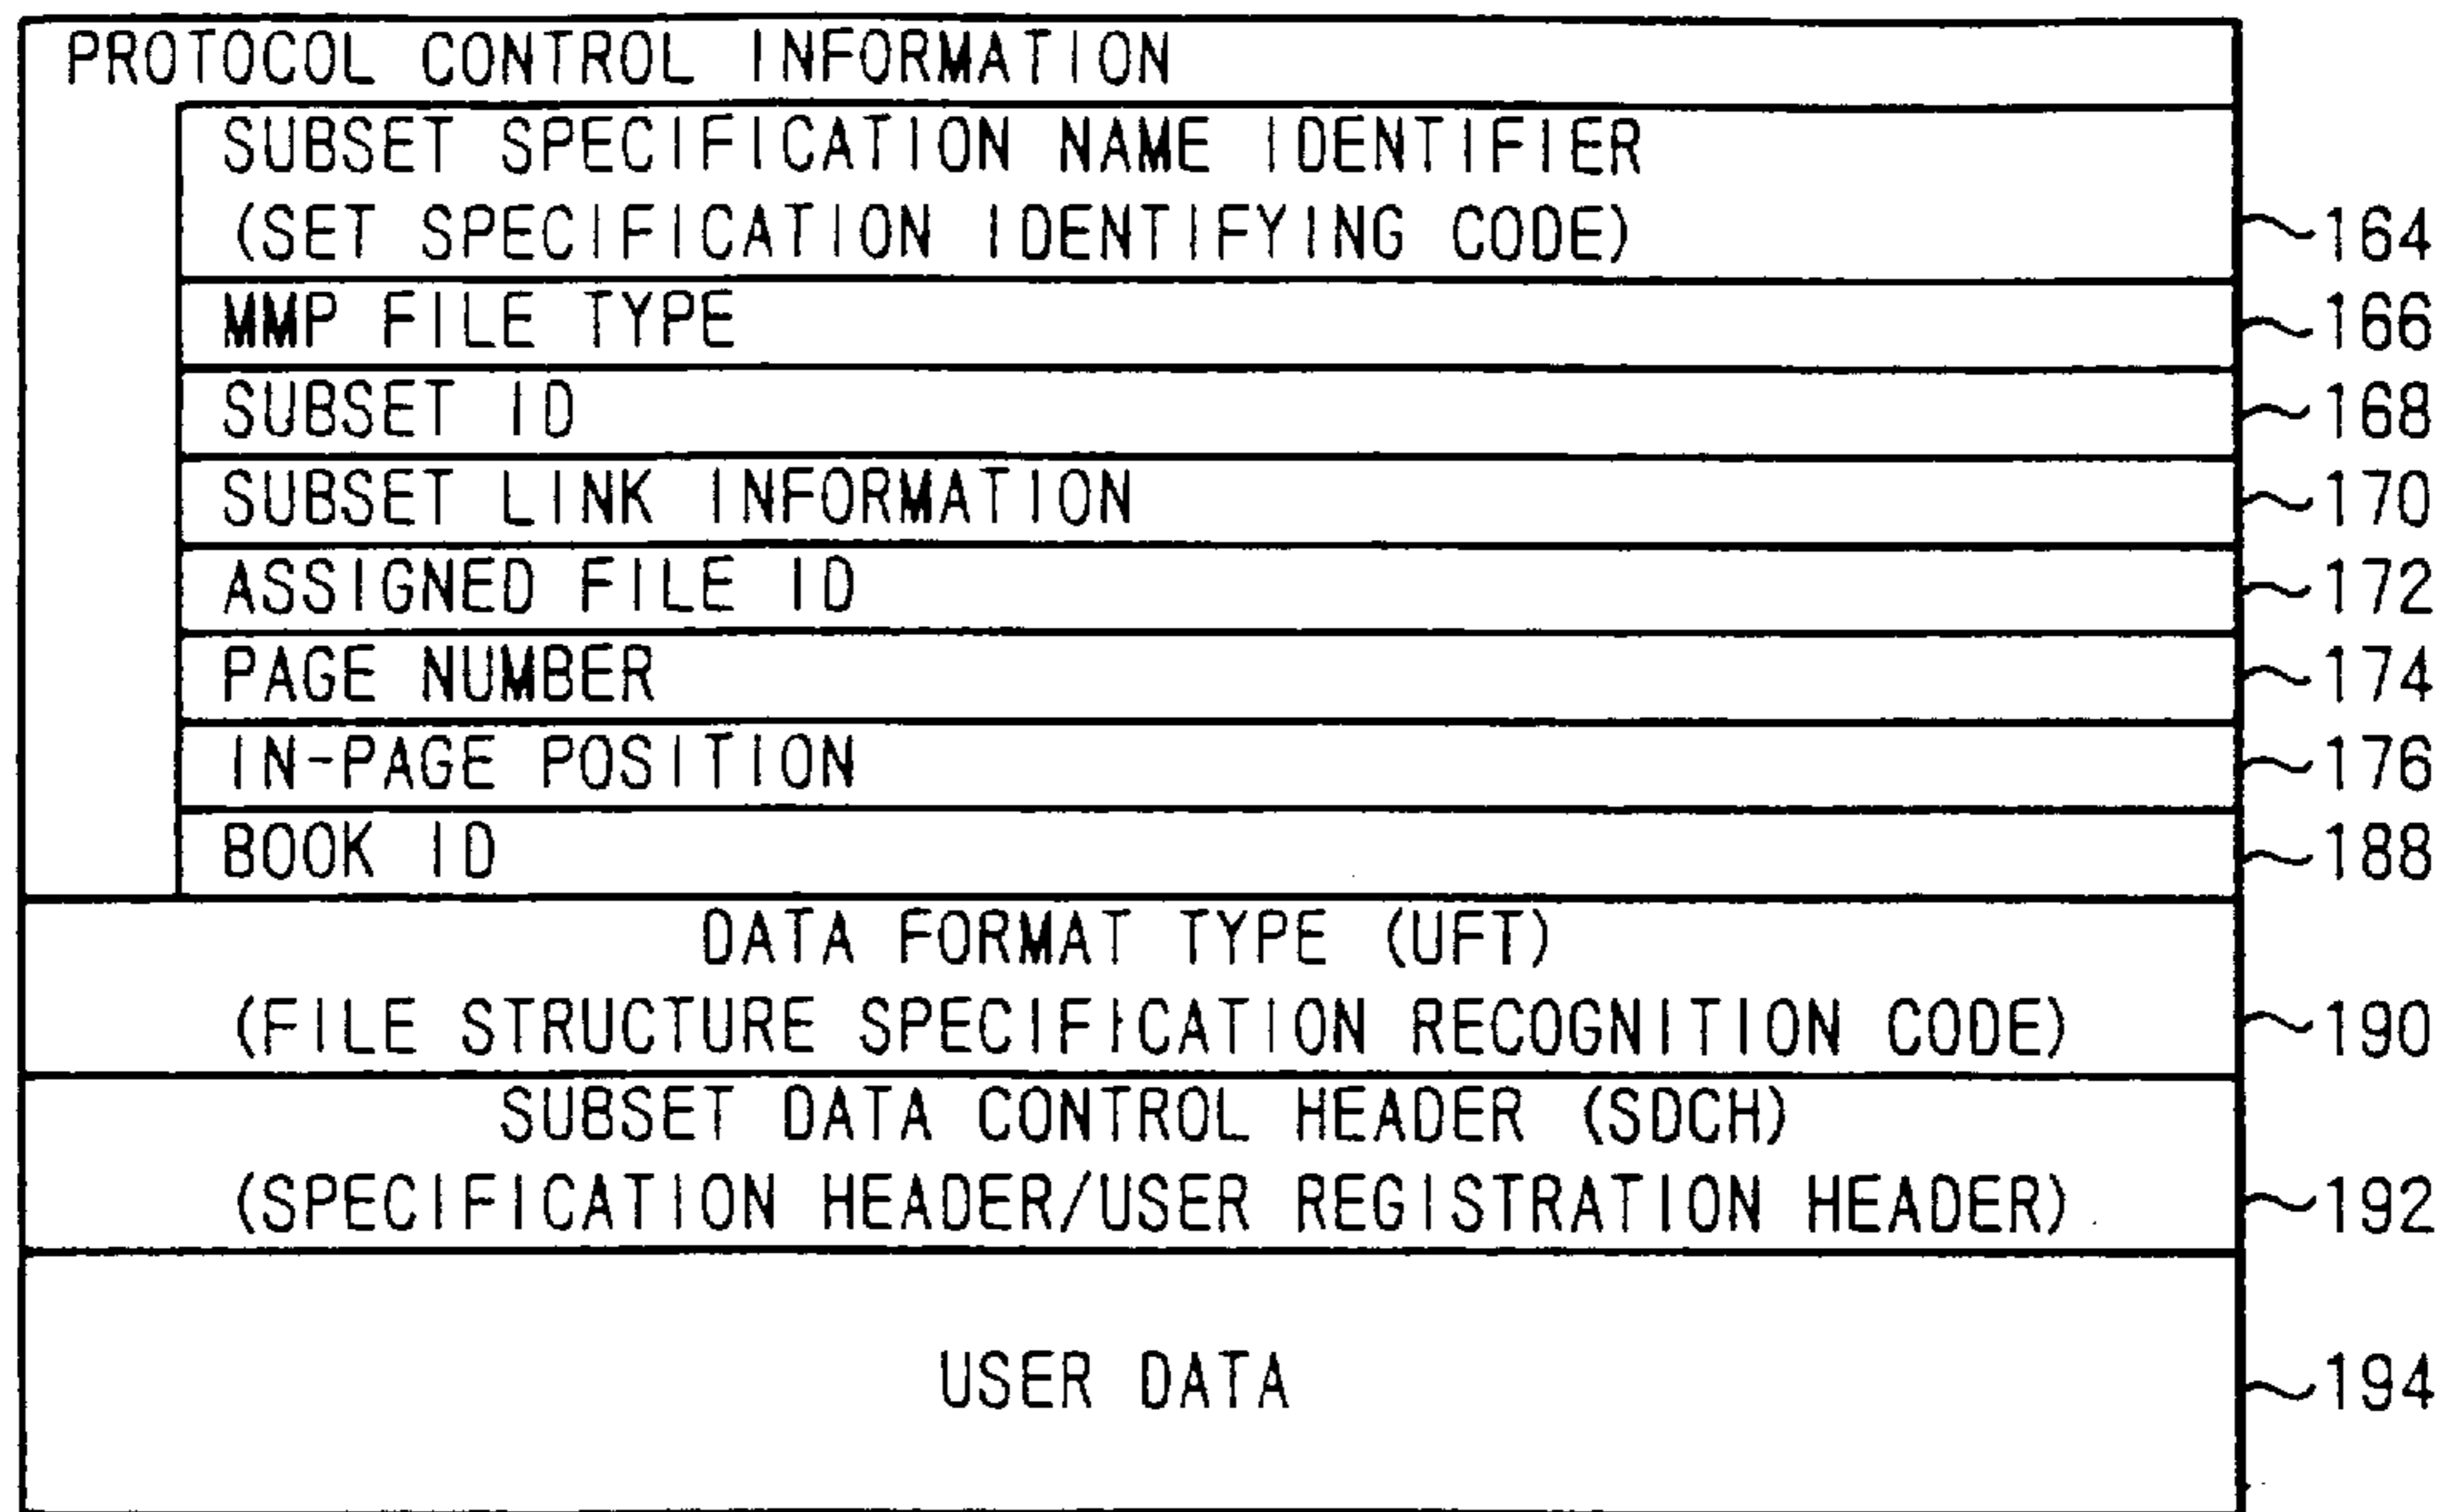 PROTOCOL CONTROL INFORMATION
SUBSET SPECIFICATION NAME IDENTIFIER
(SET SPECIFICATION IDENTIFYING CODE) 164
MMP FILE TYPE 166
SUBSET ID 168
SUBSET LINK INFORMATION 170
ASSIGNED FILE ID 172
PAGE NUMBER 174
IN-PAGE POSITION 176
BOOK ID 188
DATA FORMAT TYPE (UFT)
(FILE STRUCTURE SPECIFICATION RECOGNITION CODE) 190
SUBSET DATA CONTROL HEADER (SDCH)
(SPECIFICATION HEADER/USER REGISTRATION HEADER) 192
USER DATA 194